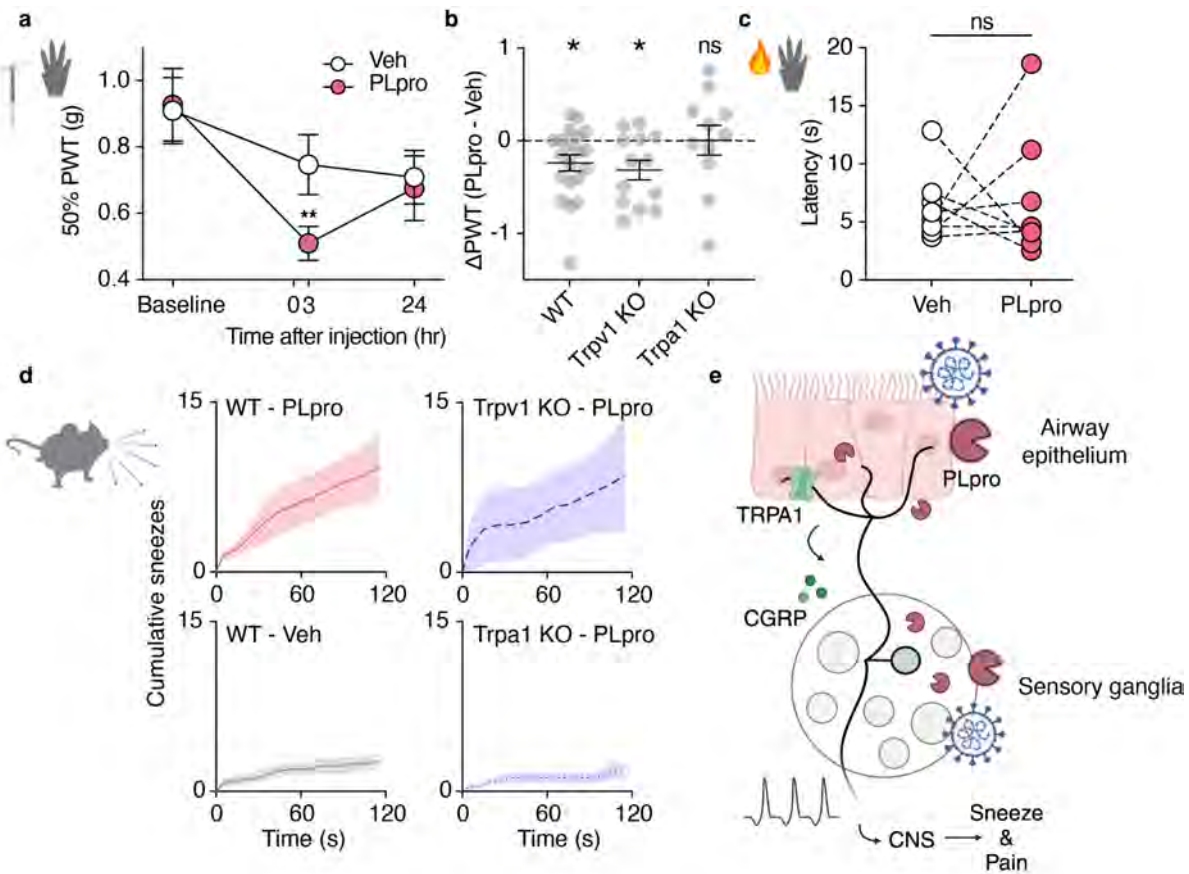 a
Veh
PLpro
50% PWT (g)
1.0
0.8
0.6
0.4
**
Baseline
03
24
Time after injection (hr)
b
ΔPWT (PLpro - Veh)
1
0
-1
*
*
ns
WT
Trpv1 KO
Trpa1 KO
c
ns
Latency (s)
20
15
10
5
0
Veh
PLpro
d
Cumulative sneezes
WT - PLpro
15
0
0
60
120
Trpv1 KO - PLpro
15
0
0
60
120
WT - Veh
15
0
0
60
120
Time (s)
Trpa1 KO - PLpro
15
0
0
60
120
Time (s)
e
Airway
epithelium
PLpro
TRPA1
CGRP
Sensory ganglia
CNS
Sneeze
&
Pain